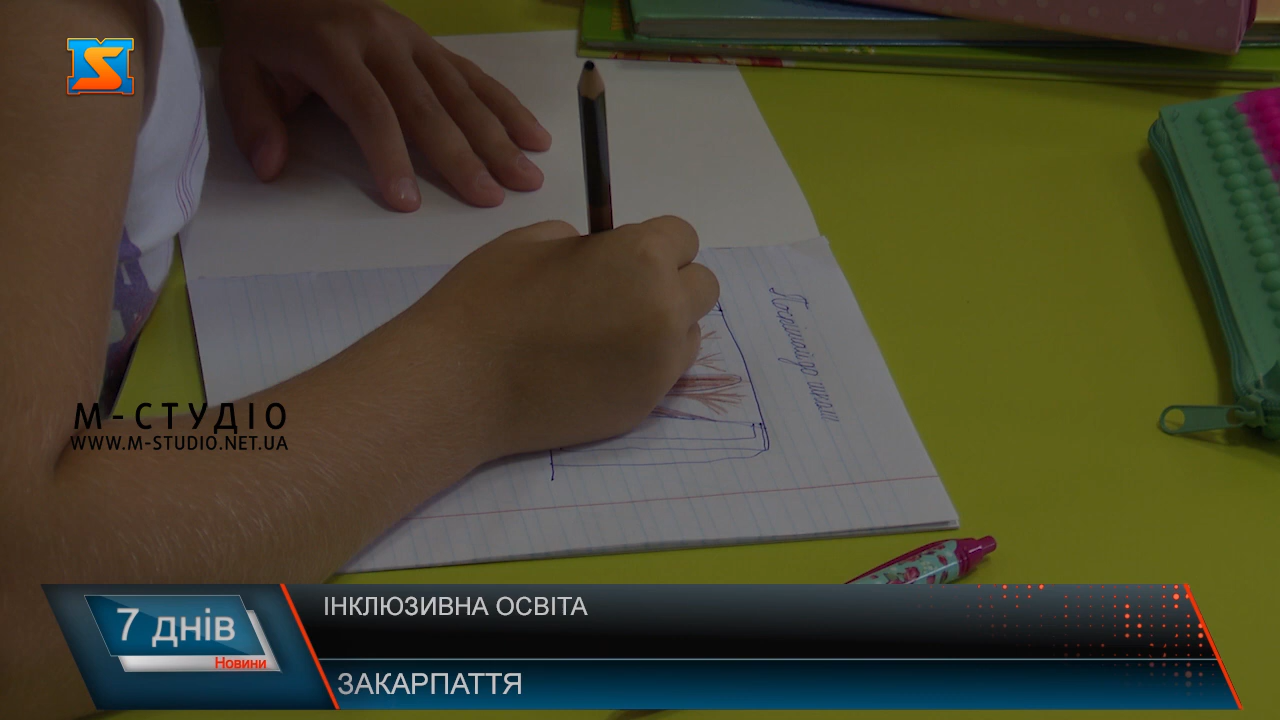 М-СТУДІО
WWW.M-STUDIO.NET.UA
7 днів
Новини
ІНКЛЮЗИВНА ОСВІТА
ЗАКАРПАТТЯ